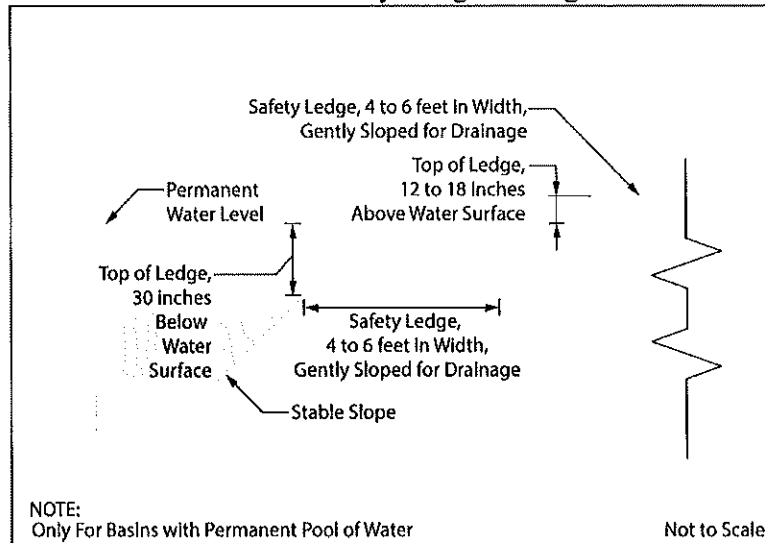 Safety Ledge, 4 to 6 feet in Width,
Gently Sloped for Drainage
Top of Ledge,
12 to 18 Inches
Above Water Surface
Permanent
Water Level
Top of Ledge,
30 inches
Below
Water
Surface
Safety Ledge,
4 to 6 feet in Width,
Gently Sloped for Drainage
Stable Slope
NOTE:
Only For Basins with Permanent Pool of Water
Not to Scale